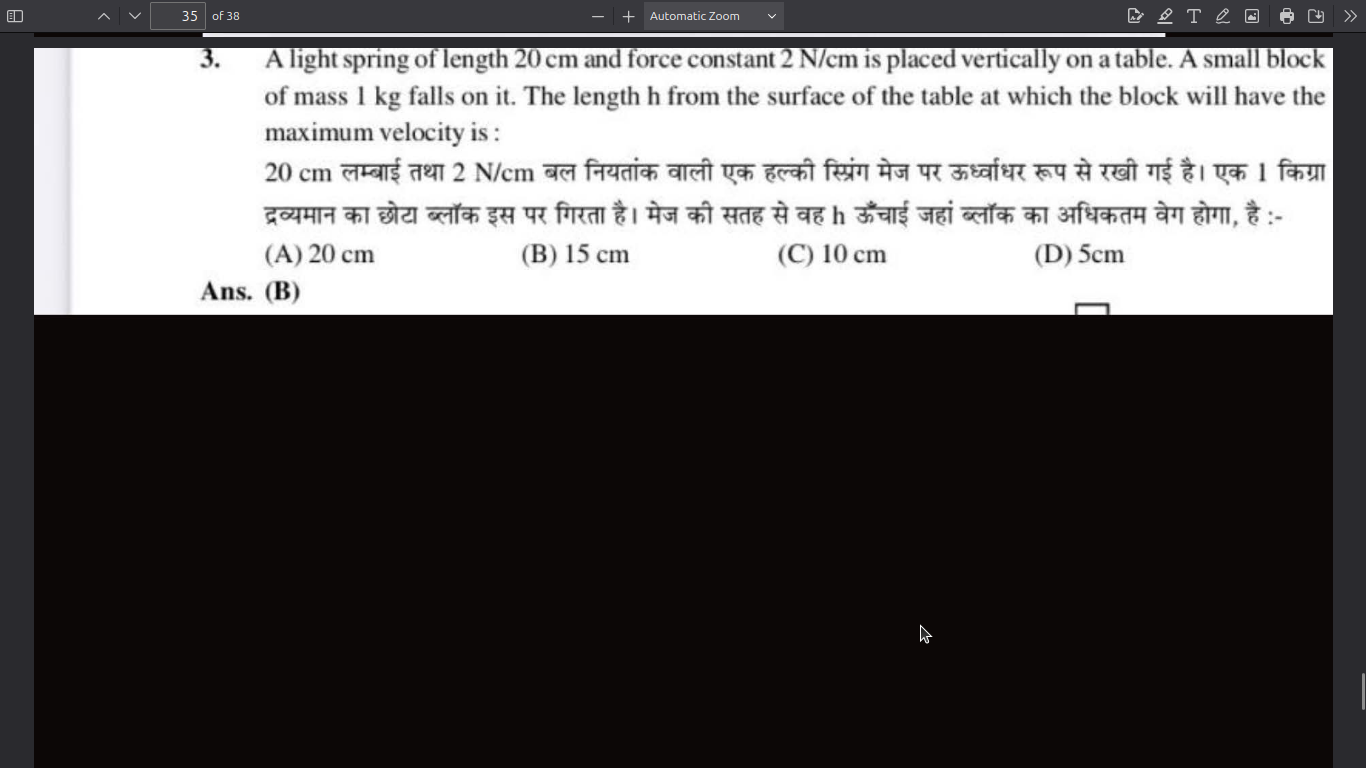 35 of 38 Automatic Zoom
3. A light spring of length 20 cm and force constant 2 N/cm is placed vertically on a table. A small block
of mass 1 kg falls on it. The length h from the surface of the table at which the block will have the
maximum velocity is :
20 cm लम्बाई तथा 2 N/cm बल नियतांक वाली एक हल्की स्प्रिंग मेज पर ऊर्ध्वाधर रूप से रखी गई है। एक 1 किग्रा
द्रव्यमान का छोटा ब्लॉक इस पर गिरता है। मेज की सतह से वह h ऊँचाई जहां ब्लॉक का अधिकतम वेग होगा, है :-
(A) 20 cm (B) 15 cm (C) 10 cm (D) 5cm
Ans. (B)